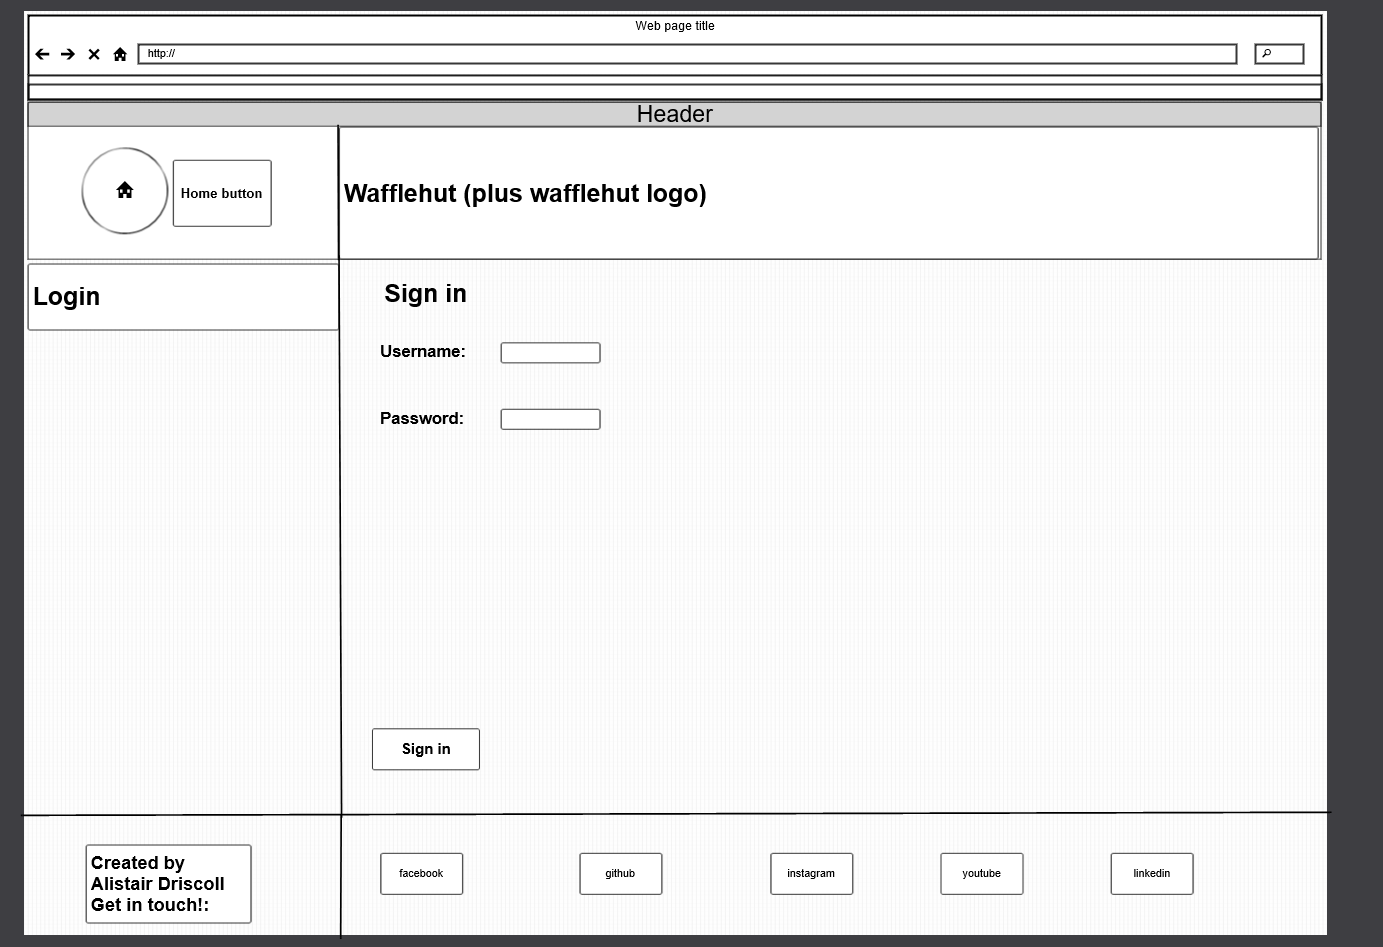 Web page title
http://
Header
Home button
Wafflehut (plus wafflehut logo)
Login
Sign in
Username:
Password:
Sign in
Created by
Alistair Driscoll
Get in touch!:
facebook
github
instagram
youtube
linkedin